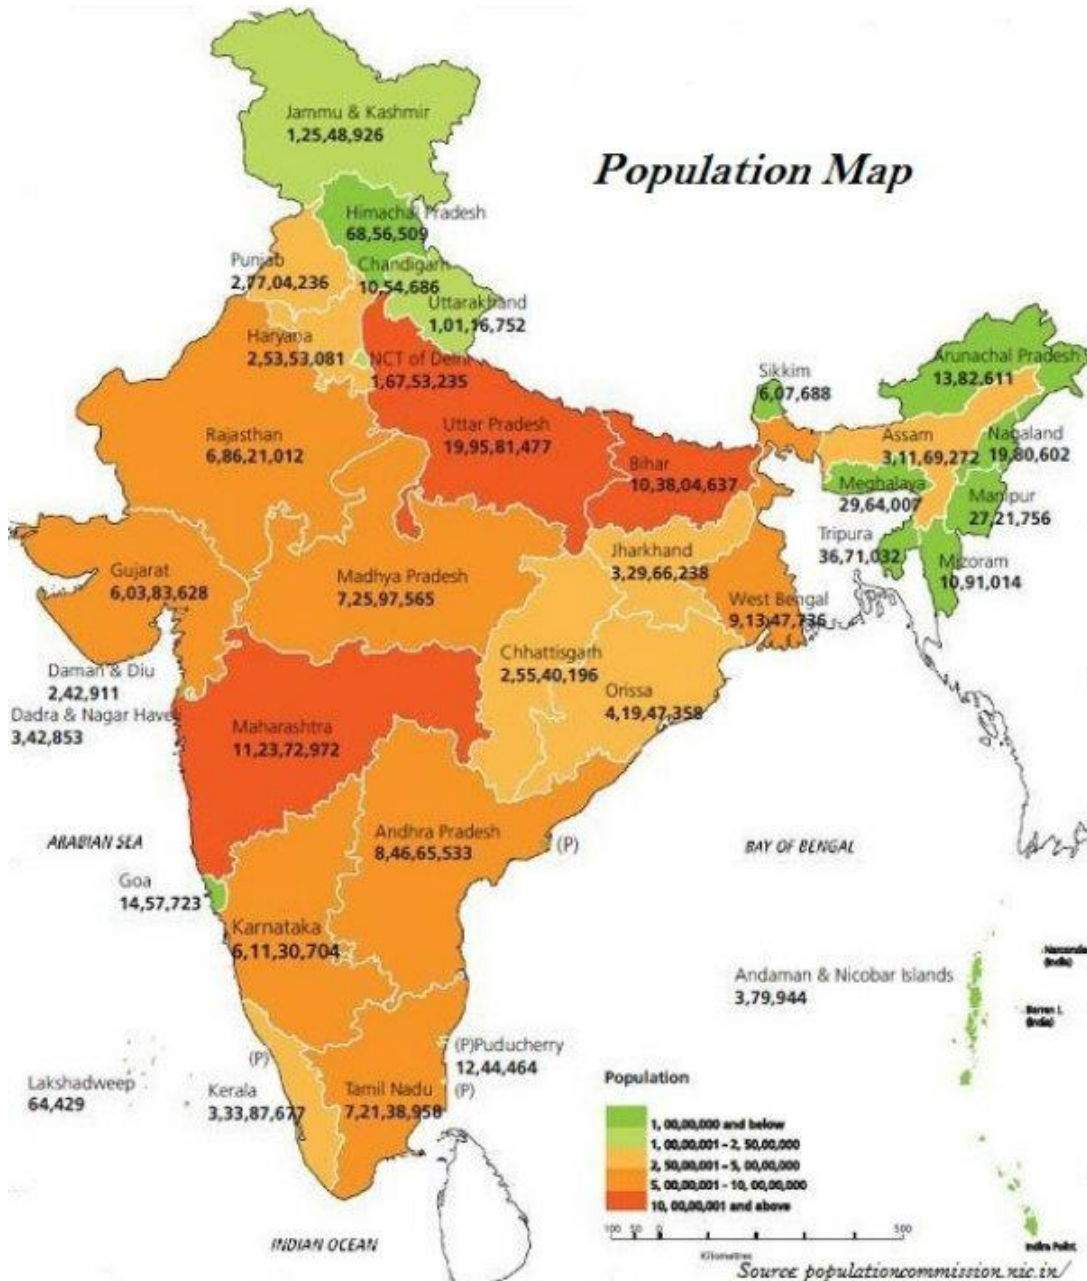 Jammu & Kashmir
1,25,48,926
Population Map
Himachal Pradesh
68,56,509
Punjab
2,77,04,236
Chandigarh
10,54,686
Uttarakhand
1,01,16,752
Haryana
2,53,53,081
NCT of Delhi
1,67,53,235
Arunachal Pradesh
13,82,611
Sikkim
6,07,688
Uttar Pradesh
19,95,81,477
Rajasthan
6,86,21,012
Assam
3,11,69,272
Nagaland
19,80,602
Bihar
10,38,04,637
Meghalaya
29,64,007
Manipur
27,21,756
Tripura
36,71,032
Mizoram
10,91,014
Jharkhand
3,29,66,238
Gujarat
6,03,83,628
Madhya Pradesh
7,25,97,565
West Bengal
9,13,47,736
Chhattisgarh
2,55,40,196
Daman & Diu
2,42,911
Orissa
4,19,47,358
Dadra & Nagar Haveli
3,42,853
Maharashtra
11,23,72,972
Andhra Pradesh
8,46,65,533
(P)
ARABIAN SEA
BAY OF BENGAL
Goa
14,57,723
Karnataka
6,11,30,704
Narcondam
(India)
Andaman & Nicobar Islands
3,79,944
Barren I.
(India)
(P)
(P)Puducherry
12,44,464
(P)
Lakshadweep
64,429
Kerala
3,33,87,677
Tamil Nadu
7,21,38,958
Population
1, 00,00,000 and below
1, 00,00,001 - 2, 50,00,000
2, 50,00,001 - 5, 00,00,000
5, 00,00,001 - 10, 00,00,000
10, 00,00,001 and above
100 50 0 500
Kilometres
INDIAN OCEAN
Indira Point
Source populationcommission.nic.in/